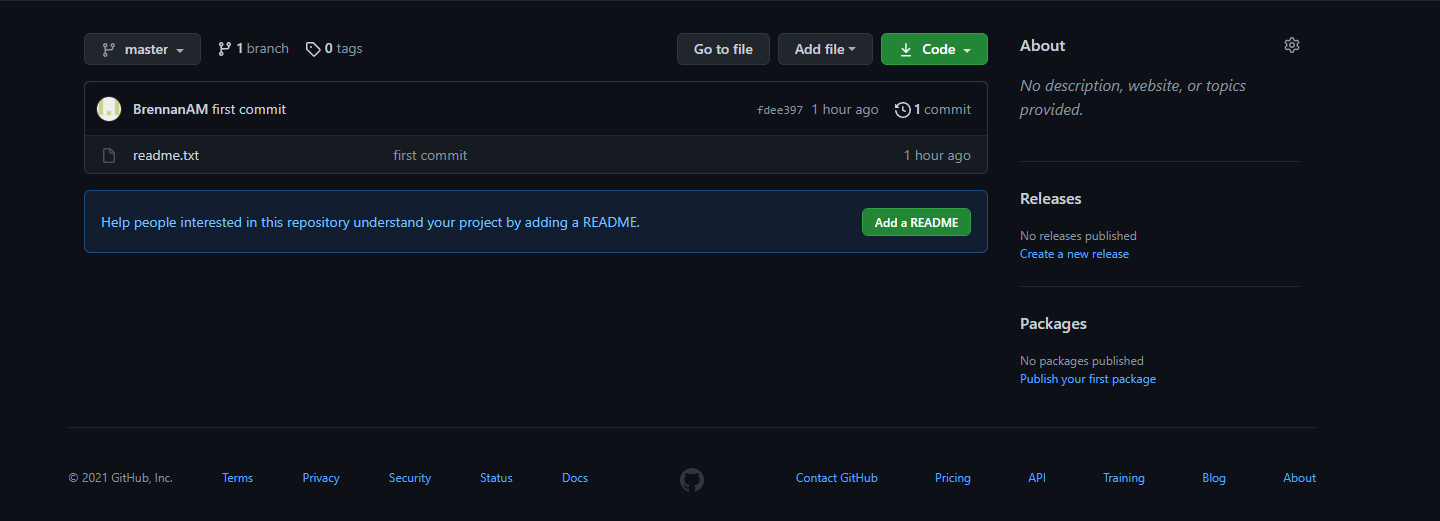 master 1 branch 0 tags Go to file Add file Code
BrennanAM first commit fdee397 1 hour ago 1 commit
readme.txt first commit 1 hour ago
Help people interested in this repository understand your project by adding a README. Add a README
About
No description, website, or topics
provided.
Releases
No releases published
Create a new release
Packages
No packages published
Publish your first package
© 2021 GitHub, Inc. Terms Privacy Security Status Docs Contact GitHub Pricing API Training Blog About